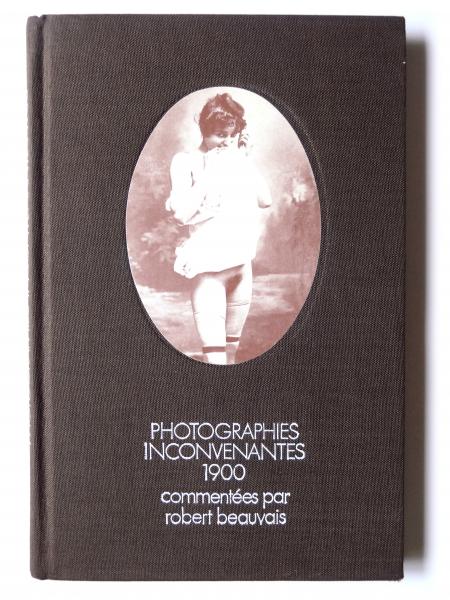 PHOTOGRAPHIES
INCONVENANTES
1900
commentées par
robert beauvais